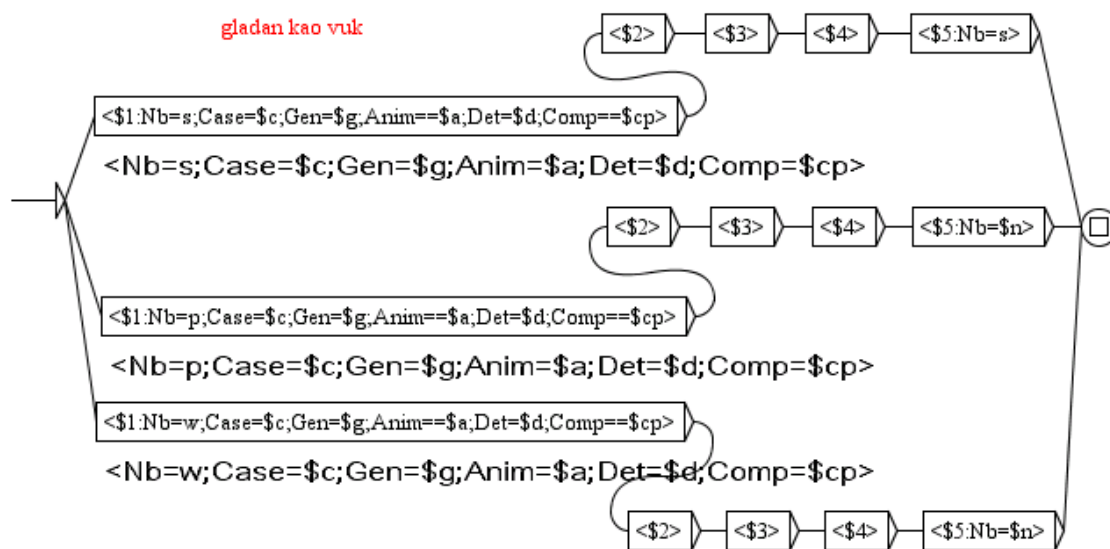 gladan kao vuk
<$2> <$3> <$4> <$5:Nb=s>
<$1:Nb=s;Case=$c;Gen=$g;Anim==$a;Det=$d;Comp==$cp>
<Nb=s;Case=$c;Gen=$g;Anim=$a;Det=$d;Comp=$cp>
<$2> <$3> <$4> <$5:Nb=$n>
<$1:Nb=p;Case=$c;Gen=$g;Anim==$a;Det=$d;Comp==$cp>
<Nb=p;Case=$c;Gen=$g;Anim=$a;Det=$d;Comp=$cp>
<$1:Nb=w;Case=$c;Gen=$g;Anim==$a;Det=$d;Comp==$cp>
<Nb=w;Case=$c;Gen=$g;Anim=$a;Det=$d;Comp=$cp>
<$2> <$3> <$4> <$5:Nb=$n>